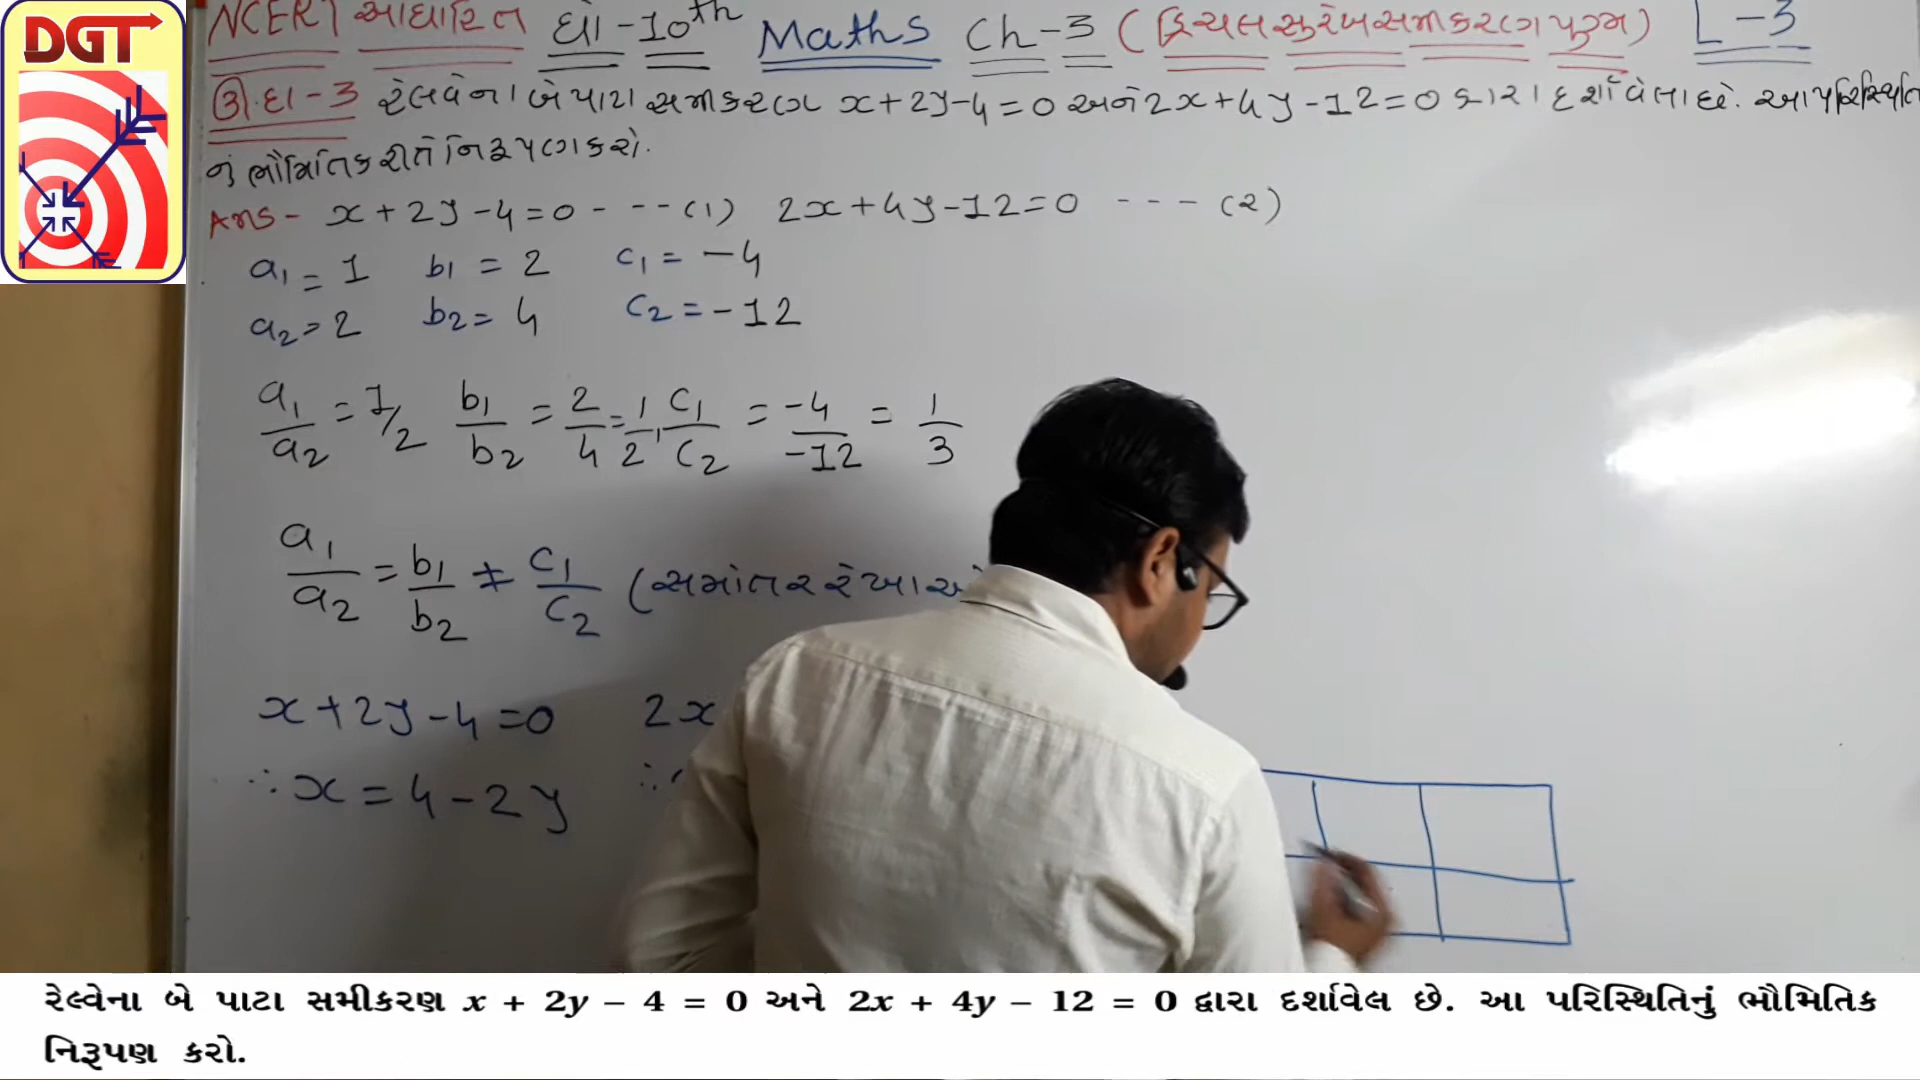 DGT
NCERT આધારિત ધો-10th Maths Ch-3 (દ્વિચલ સુરેખ સમીકરણ યુગ્મ) L-3
ઉ.દા-3 રેલવેના બે પાટા સમીકરણ x+2y-4=0 અને 2x+4y-12=0 દ્વારા દર્શાવેલા છે. આ પરિસ્થિતિ
નું ભૌમિતિક રીતે નિરૂપણ કરો.
Ans - x+2y-4=0 - - - - (1) 2x+4y-12=0 - - - - (2)
a₁ = 1 b₁ = 2 c₁ = -4
a₂ = 2 b₂ = 4 c₂ = -12
a₁/a₂ = 1/2 b₁/b₂ = 2/4 = 1/2, c₁/c₂ = -4/-12 = 1/3
a₁/a₂ = b₁/b₂ ≠ c₁/c₂ (સમાંતર રેખાઓ
x+2y-4=0 2x
∴ x = 4-2y ∴
રેલ્વેના બે પાટા સમીકરણ x + 2y – 4 = 0 અને 2x + 4y – 12 = 0 દ્વારા દર્શાવેલ છે. આ પરિસ્થિતિનું ભૌમિતિક
નિરૂપણ કરો.